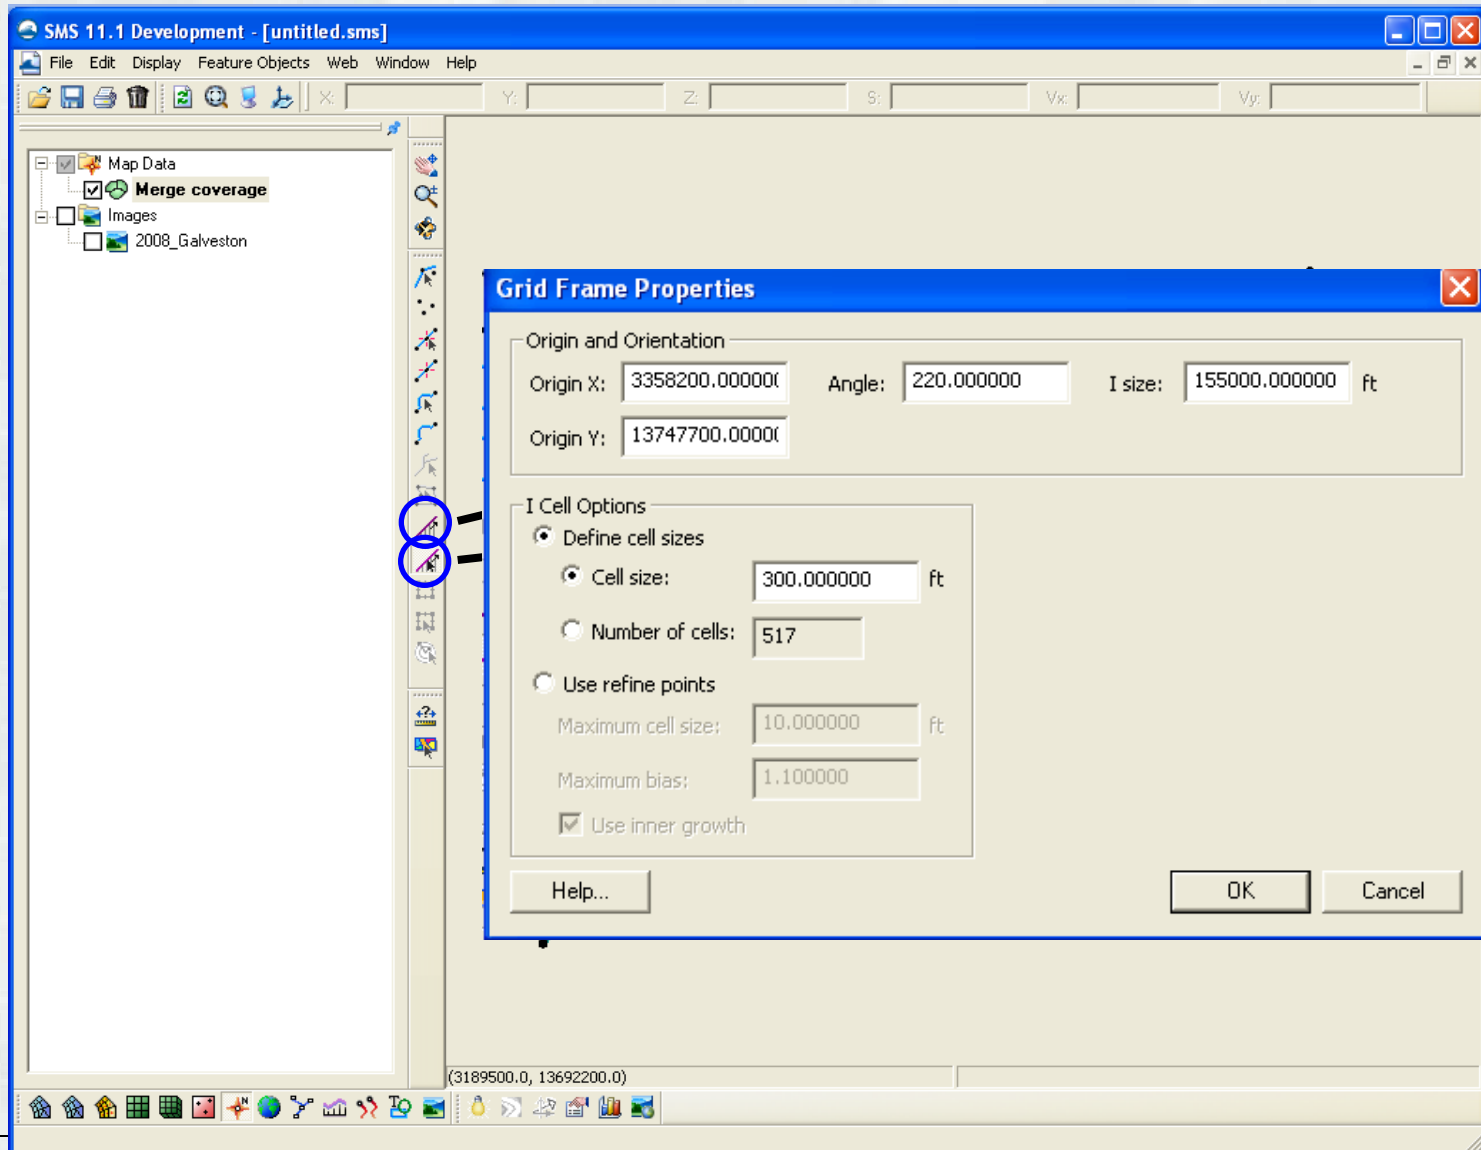 SMS 11.1 Development - [untitled.sms]
File Edit Display Feature Objects Web Window Help
X: Y: Z: S: Vx: Vy:
Map Data
Merge coverage
Images
2008_Galveston
Grid Frame Properties
Origin and Orientation
Origin X: 3358200.000000 Angle: 220.000000 I size: 155000.000000 ft
Origin Y: 13747700.00000
I Cell Options
Define cell sizes
Cell size: 300.000000 ft
Number of cells: 517
Use refine points
Maximum cell size: 10.000000 ft
Maximum bias: 1.100000
Use inner growth
Help... OK Cancel
(3189500.0, 13692200.0)